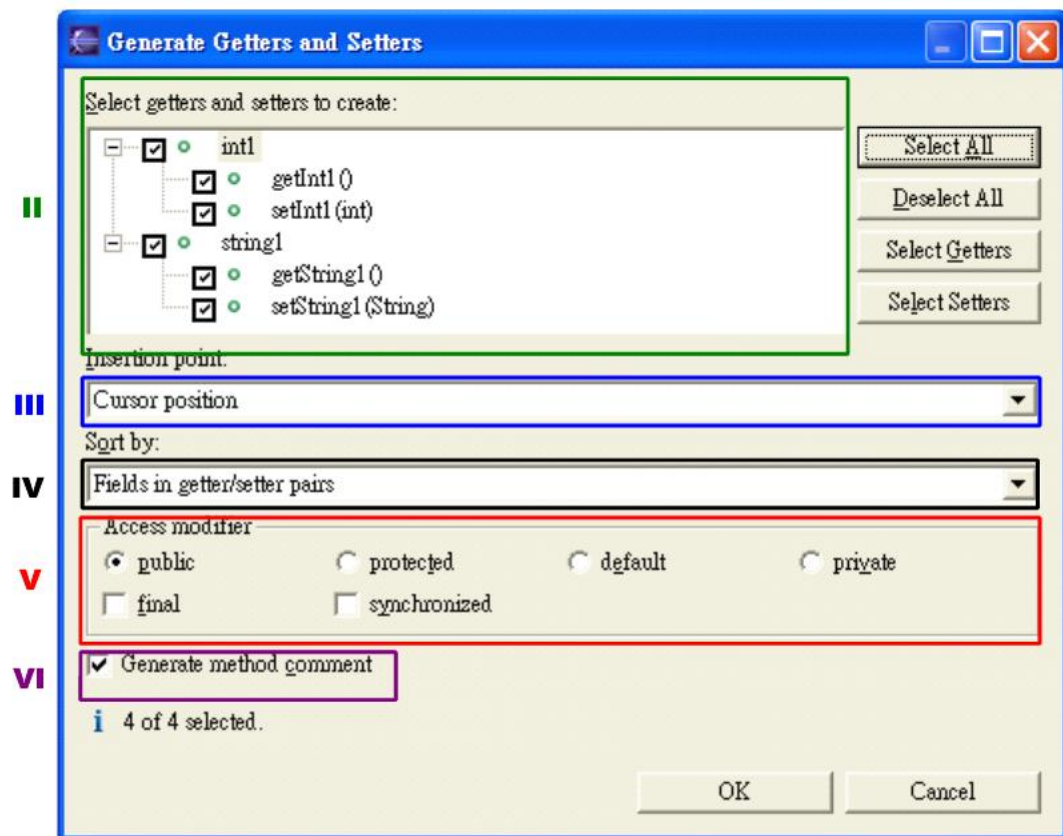 Generate Getters and Setters
Select getters and setters to create:
int1
getInt1 ()
setInt1 (int)
string1
getString1 ()
setString1 (String)
Select All
Deselect All
Select Getters
Select Setters
II
Insertion point:
III
Cursor position
Sort by:
IV
Fields in getter/setter pairs
Access modifier
V
public
protected
default
private
final
synchronized
VI
Generate method comment
i 4 of 4 selected.
OK
Cancel